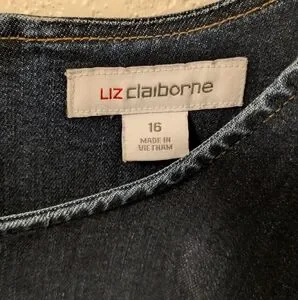 LIZ claiborne
16
MADE IN
VIETNAM